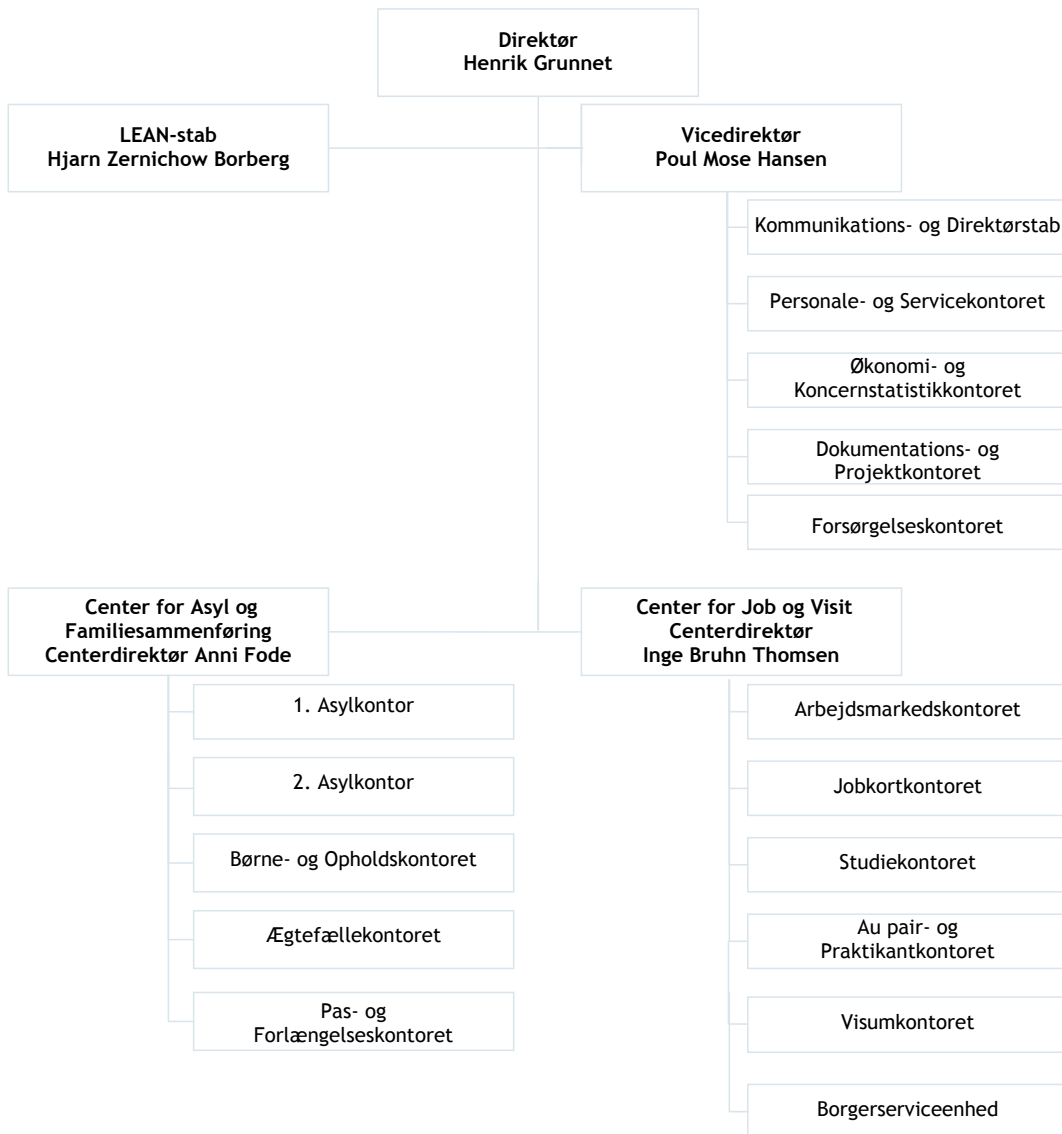 Direktør
Henrik Grunnet
LEAN-stab
Hjarn Zernichow Borberg
Vicedirektør
Poul Mose Hansen
Kommunikations- og Direktørstab
Personale- og Servicekontoret
Økonomi- og
Koncernstatistikkontoret
Dokumentations- og
Projektkontoret
Forsørgelseskontoret
Center for Asyl og
Familiesammenføring
Centerdirektør Anni Fode
1. Asylkontor
2. Asylkontor
Børne- og Opholdskontoret
Ægtefællekontoret
Pas- og
Forlængelseskontoret
Center for Job og Visit
Centerdirektør
Inge Bruhn Thomsen
Arbejdsmarkedskontoret
Jobkortkontoret
Studiekontoret
Au pair- og
Praktikantkontoret
Visumkontoret
Borgerserviceenhed